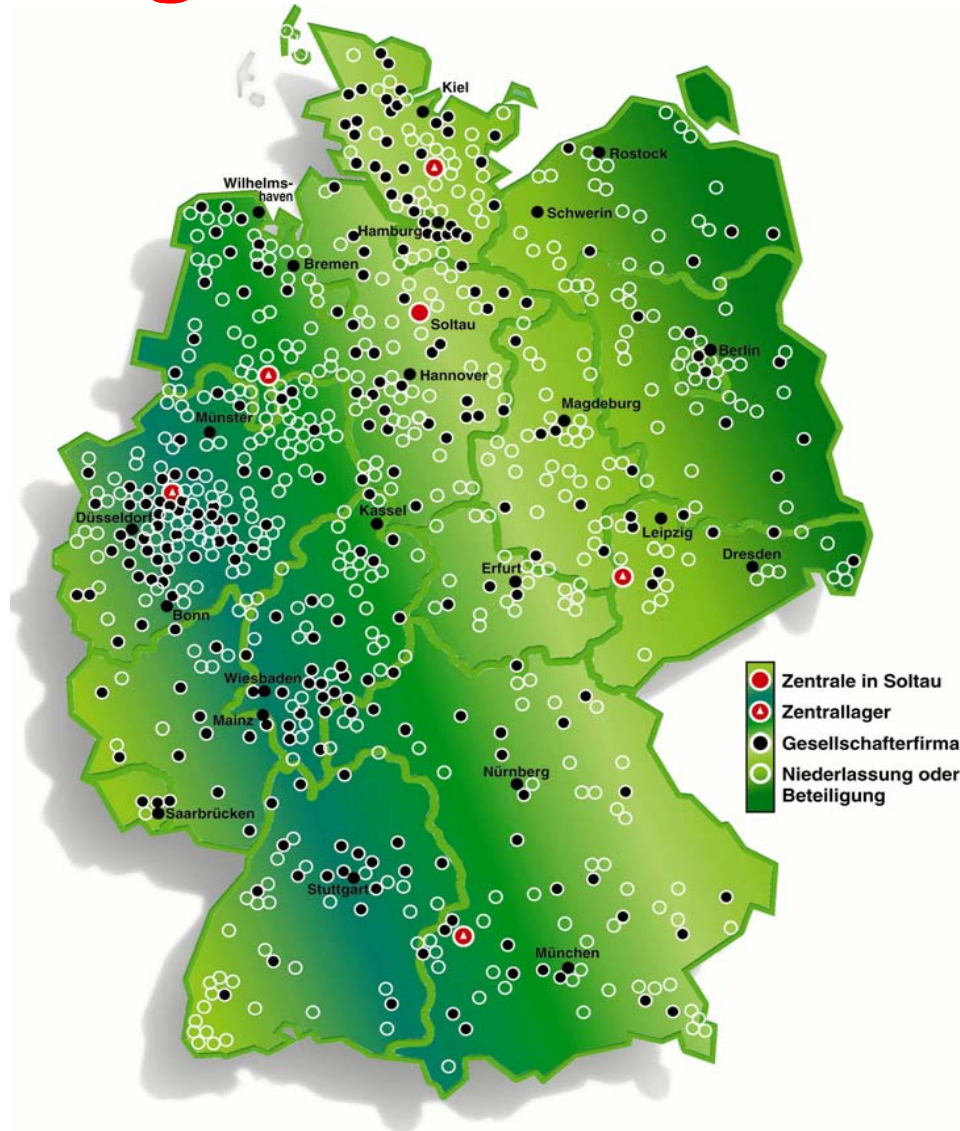 Kiel
Rostock
Wilhelms-
haven
Schwerin
Hamburg
Bremen
Soltau
Berlin
Hannover
Magdeburg
Münster
Kassel
Düsseldorf
Leipzig
Dresden
Erfurt
Bonn
Wiesbaden
Mainz
Zentrale in Soltau
Zentrallager
Gesellschafterfirma
Niederlassung oder
Beteiligung
Nürnberg
Saarbrücken
Stuttgart
München